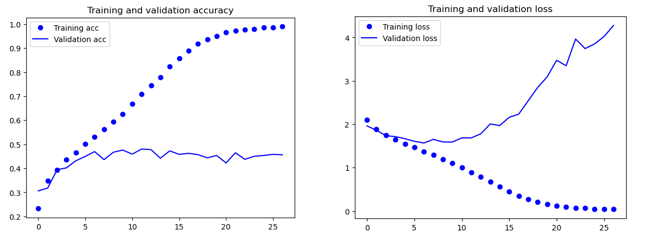 Training and validation accuracy
Training acc
Validation acc
1.0
0.9
0.8
0.7
0.6
0.5
0.4
0.3
0.2
0 5 10 15 20 25
Training and validation loss
Training loss
Validation loss
4
3
2
1
0
0 5 10 15 20 25